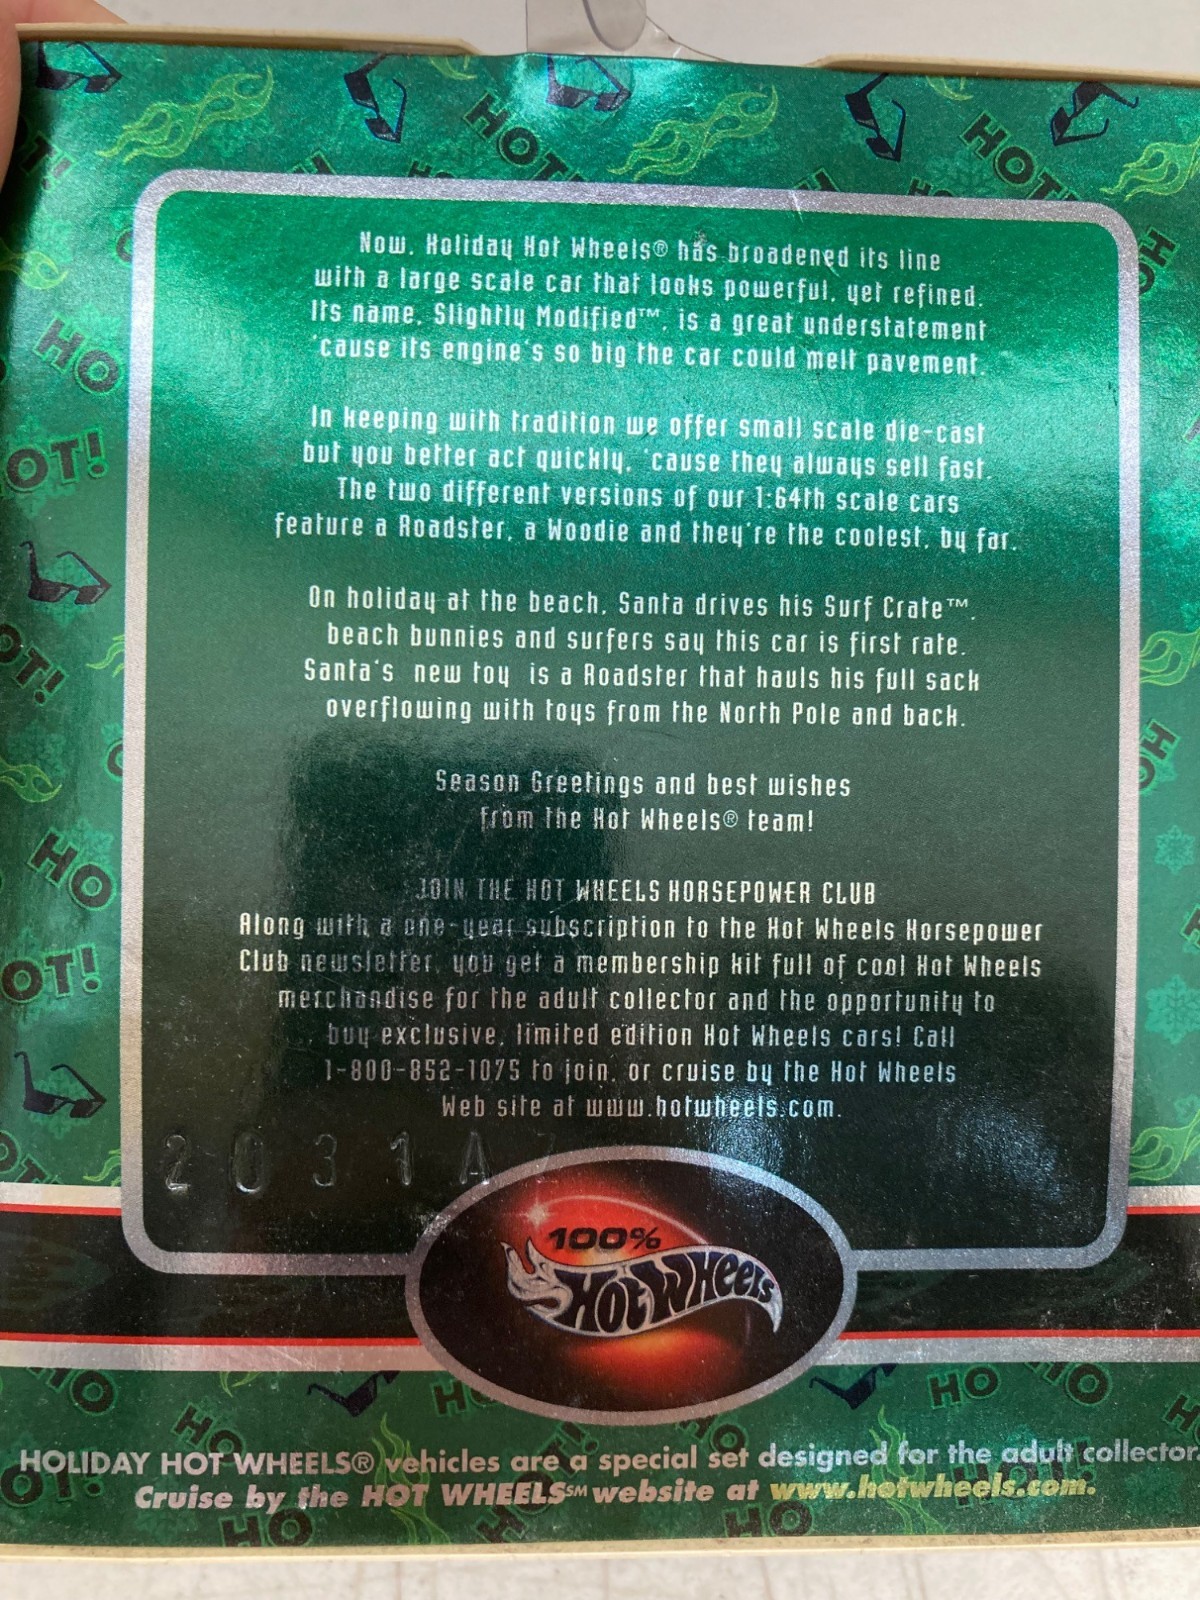 Now, Holiday Hot Wheels® has broadened its line
with a large scale car that looks powerful, yet refined.
Its name, Slightly Modified™, is a great understatement
'cause its engine's so big the car could melt pavement.
In keeping with tradition we offer small scale die-cast
but you better act quickly, 'cause they always sell fast.
The two different versions of our 1:64th scale cars
feature a Roadster, a Woodie and they're the coolest, by far.
On holiday at the beach, Santa drives his Surf Crate™,
beach bunnies and surfers say this car is first rate.
Santa's new toy is a Roadster that hauls his full sack
overflowing with toys from the North Pole and back.
Season Greetings and best wishes
from the Hot Wheels® team!
JOIN THE HOT WHEELS HORSEPOWER CLUB
Along with a one-year subscription to the Hot Wheels Horsepower
Club newsletter, you get a membership kit full of cool Hot Wheels
merchandise for the adult collector and the opportunity to
buy exclusive, limited edition Hot Wheels cars! Call
1-800-852-1075 to join, or cruise by the Hot Wheels
Web site at www.hotwheels.com.
2031A
100%
Hot Wheels
HOLIDAY HOT WHEELS® vehicles are a special set designed for the adult collector.
Cruise by the HOT WHEELS℠ website at www.hotwheels.com.